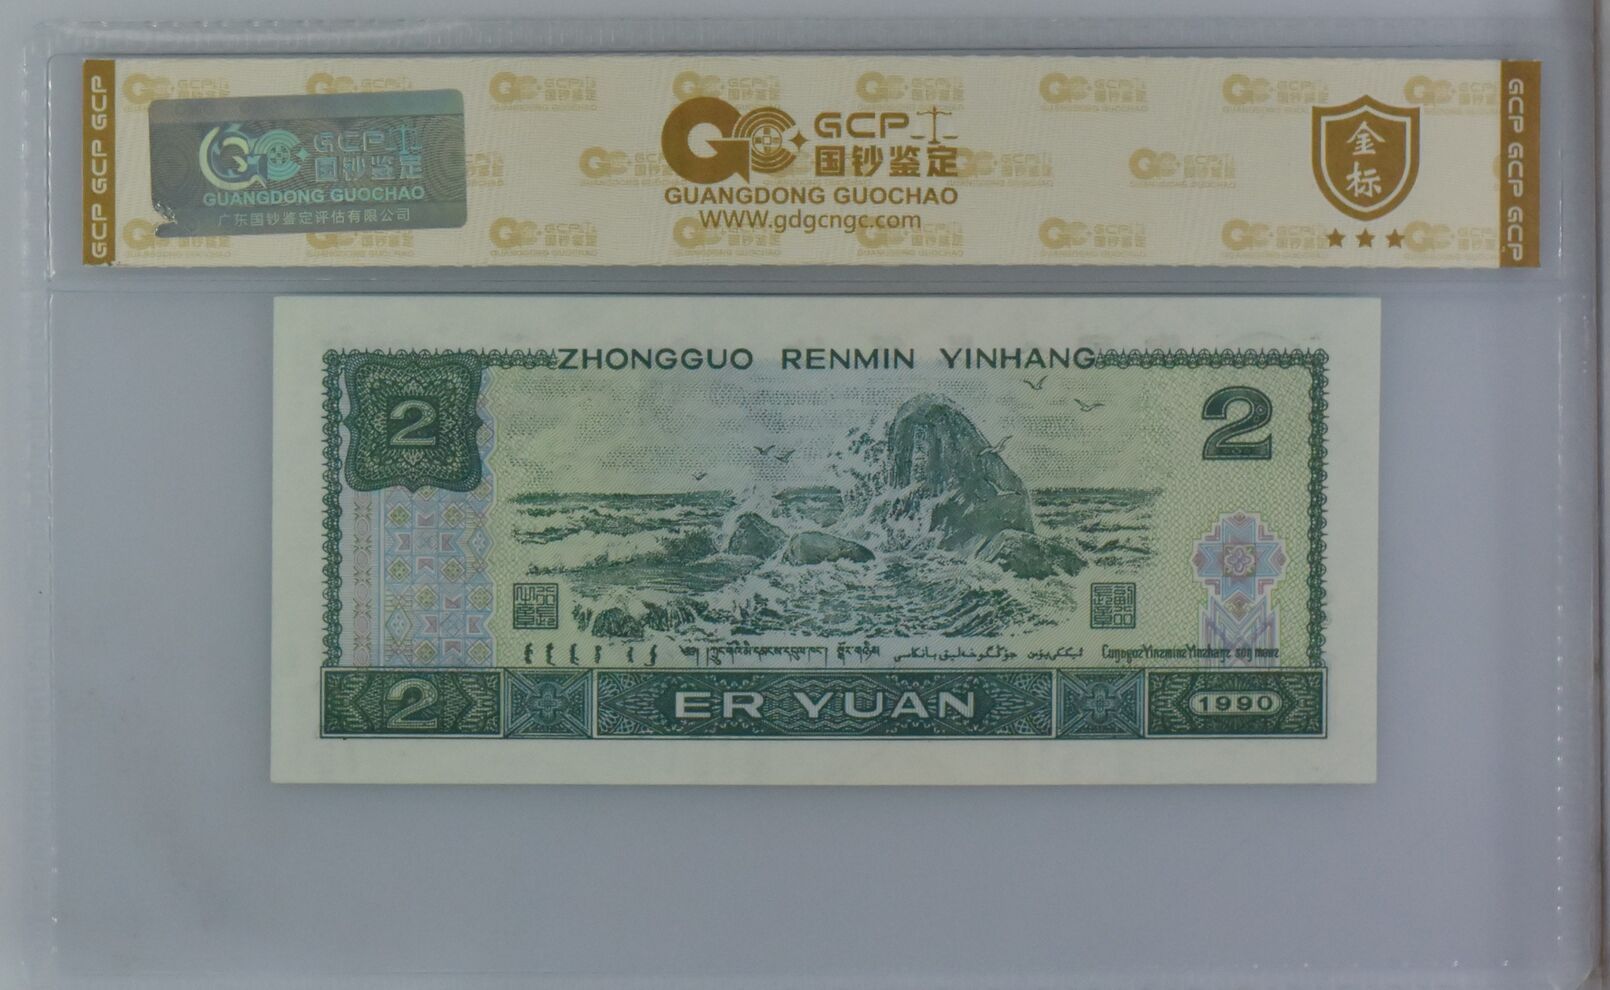 GCP GCP GCP
GCP
国钞鉴定
GUANGDONG GUOCHAO
广东国钞鉴定评估有限公司
GCP
国钞鉴定
GUANGDONG GUOCHAO
WWW.gdgcngc.com
金
标
GCP GCP GCP
ZHONGGUO RENMIN YINHANG
2
2
2
ER YUAN
1990